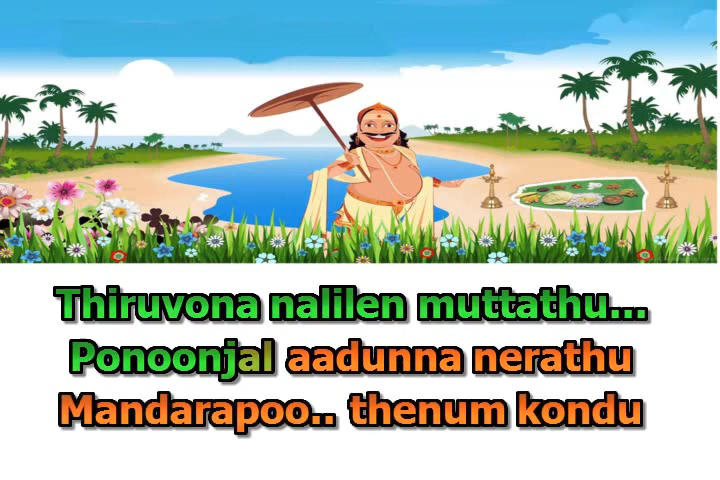 Thiruvona nalilen muttathu...
Ponoonjal aadunna nerathu
Mandarapoo.. thenum kondu